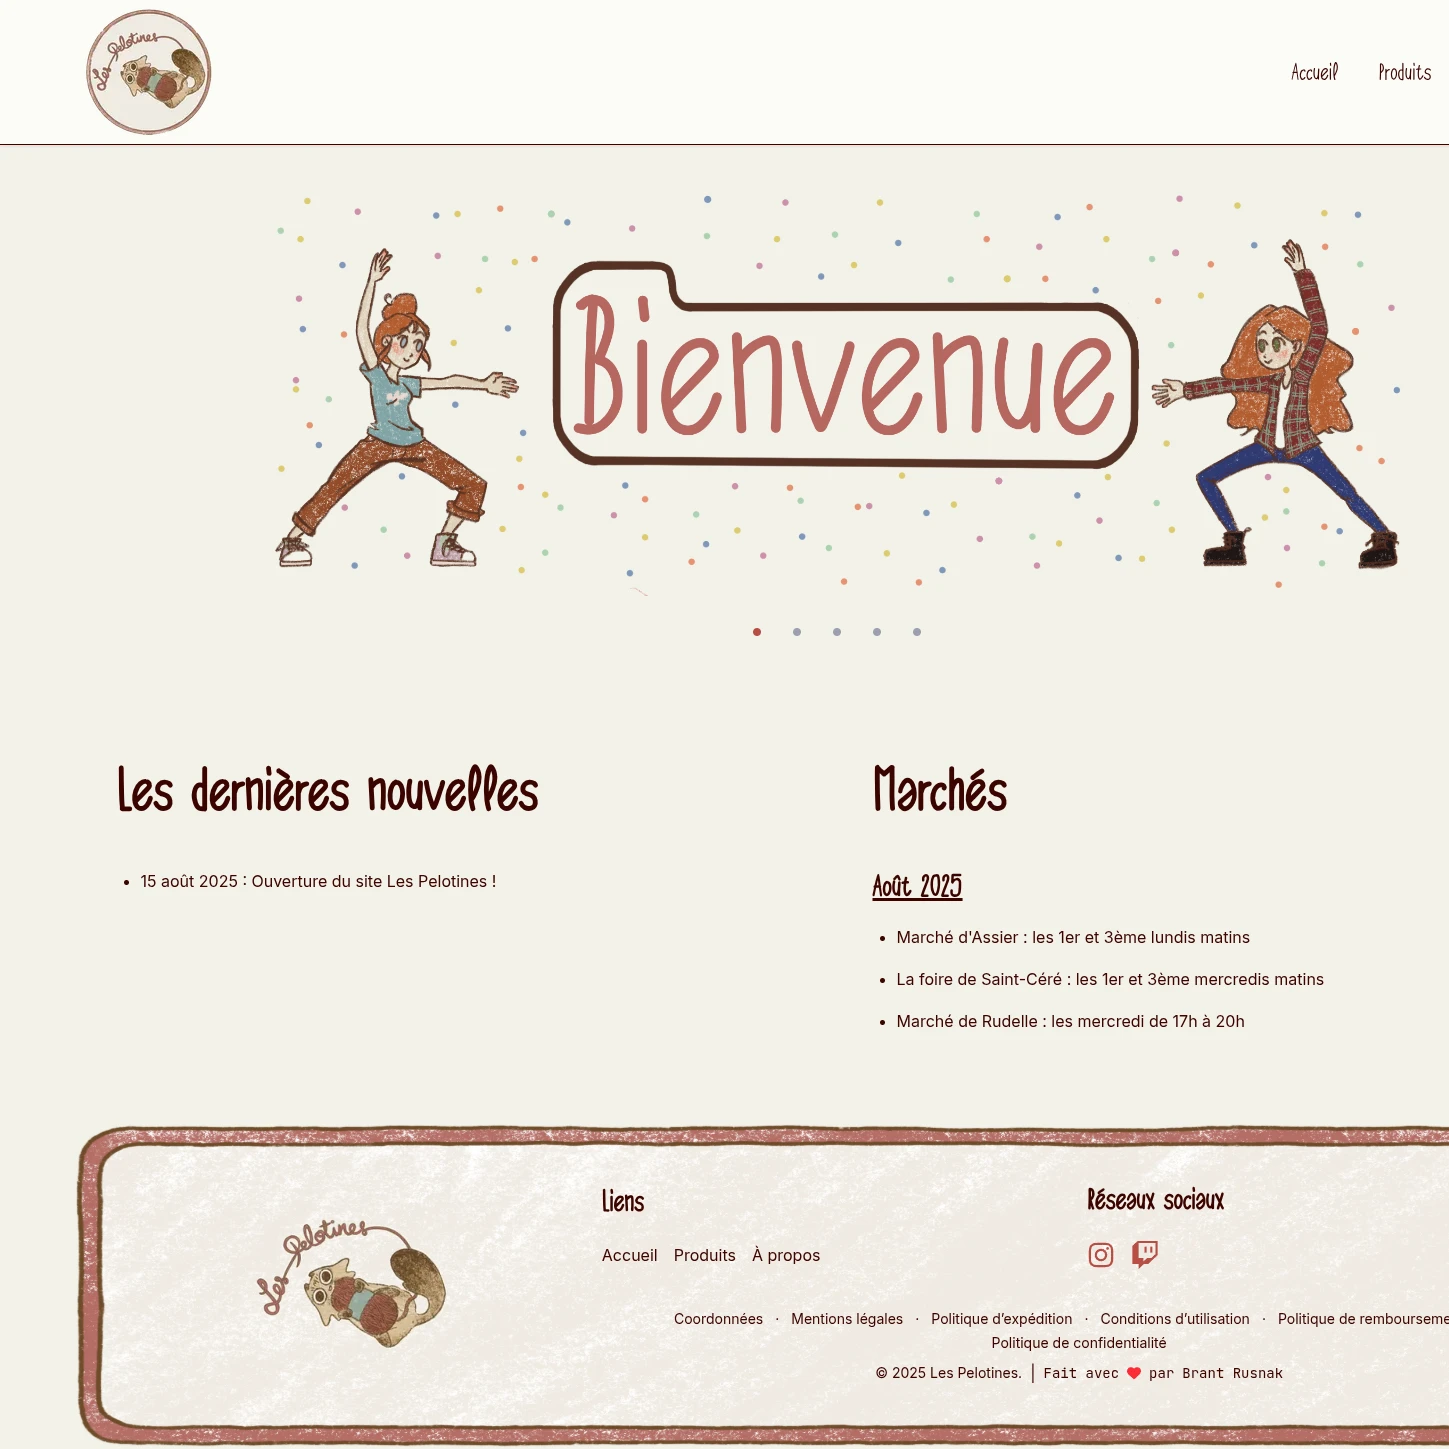 Les Pelotines
Accueil Produits
Bienvenue
Les dernières nouvelles
15 août 2025 : Ouverture du site Les Pelotines !
Marchés
Août 2025
Marché d'Assier : les 1er et 3ème lundis matins
La foire de Saint-Céré : les 1er et 3ème mercredis matins
Marché de Rudelle : les mercredi de 17h à 20h
Les Pelotines
Liens
Accueil Produits À propos
Réseaux sociaux
Coordonnées · Mentions légales · Politique d’expédition · Conditions d’utilisation · Politique de
Politique de confidentialité
© 2025 Les Pelotines. | Fait avec ❤ par Brant Rusnak